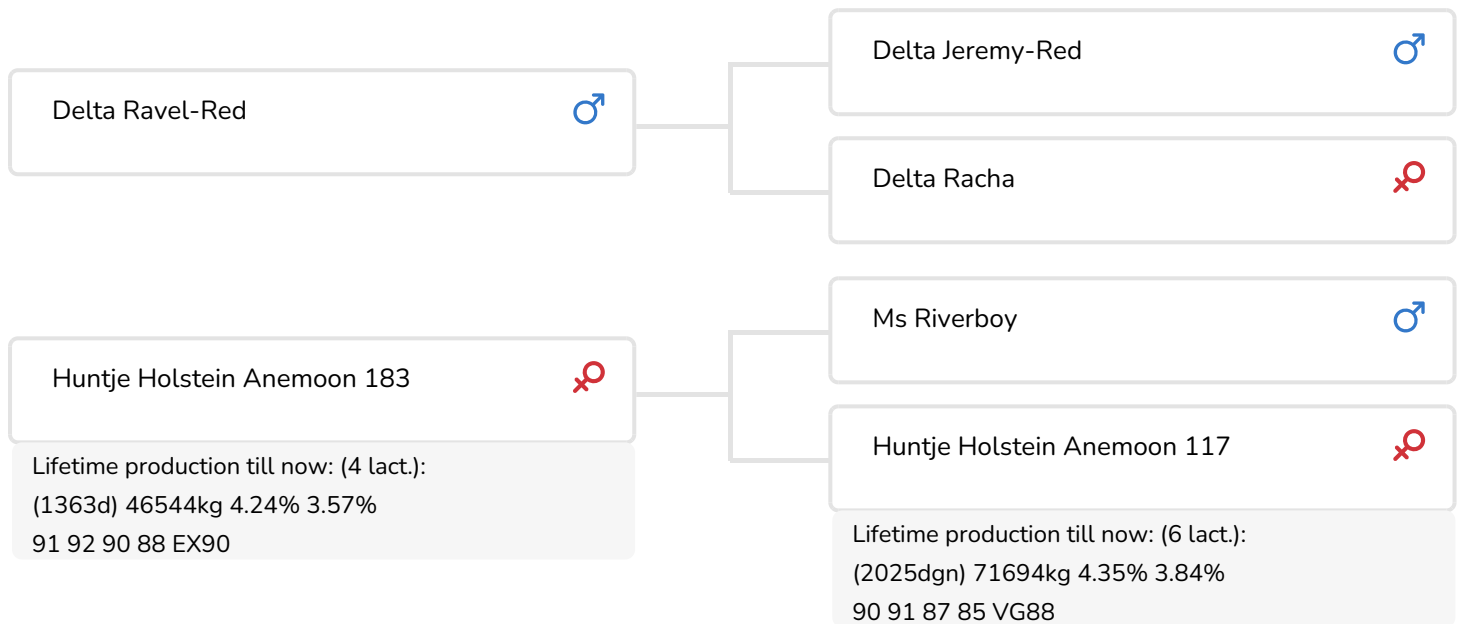 Delta Jeremy-Red
Delta Ravel-Red
Delta Racha
Ms Riverboy
Huntje Holstein Anemoon 183
Huntje Holstein Anemoon 117
Lifetime production till now: (4 lact.):
(1363d) 46544kg 4.24% 3.57%
91 92 90 88 EX90
Lifetime production till now: (6 lact.):
(2025dgn) 71694kg 4.35% 3.84%
90 91 87 85 VG88